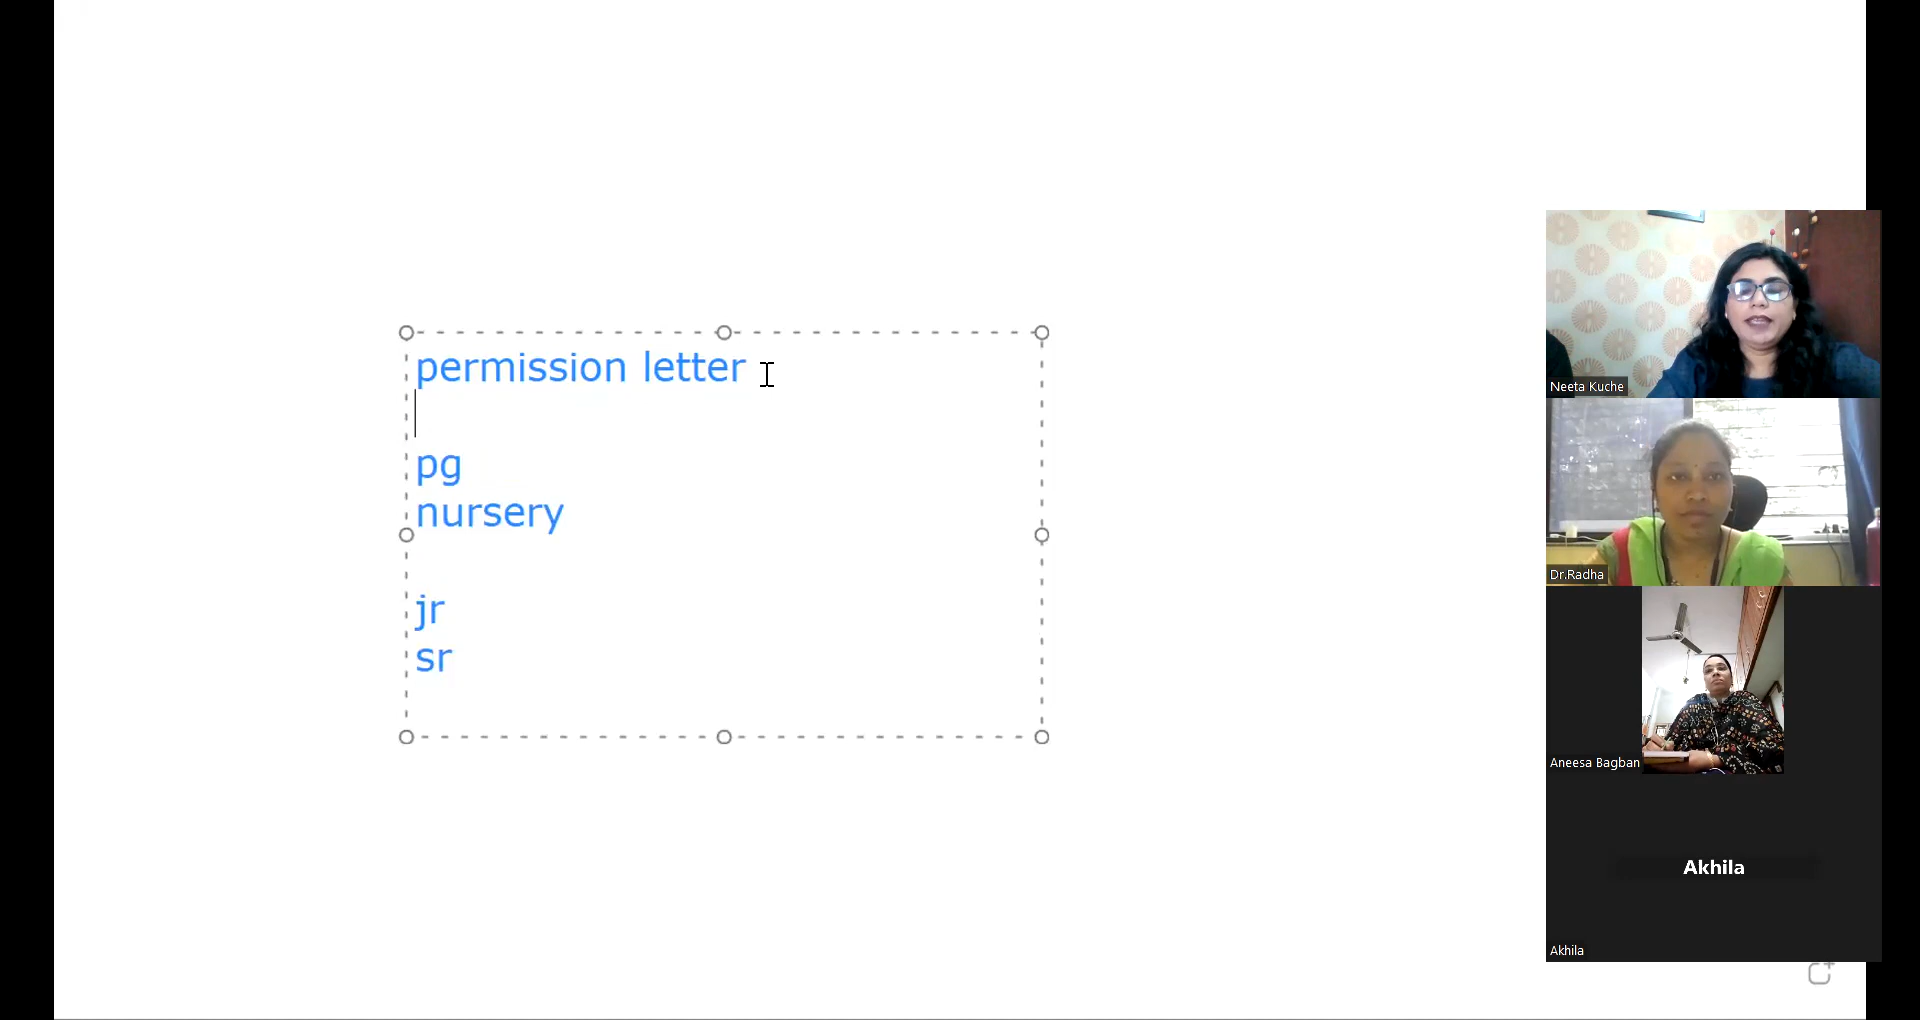 permission letter
pg
nursery
jr
sr
Neeta Kuche
Dr.Radha
Aneesa Bagban
Akhila
Akhila